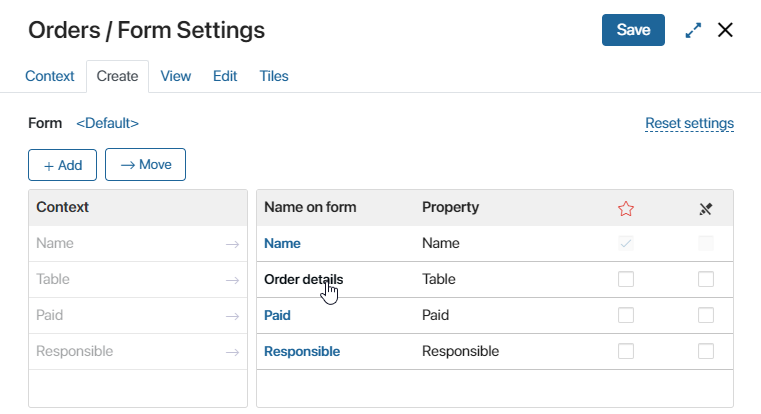 Orders / Form Settings
Save
Context Create View Edit Tiles
Form <Default> Reset settings
+ Add → Move
Context Name on form Property
Name → Name Name
Table → Order details Table
Paid → Paid Paid
Responsible → Responsible Responsible